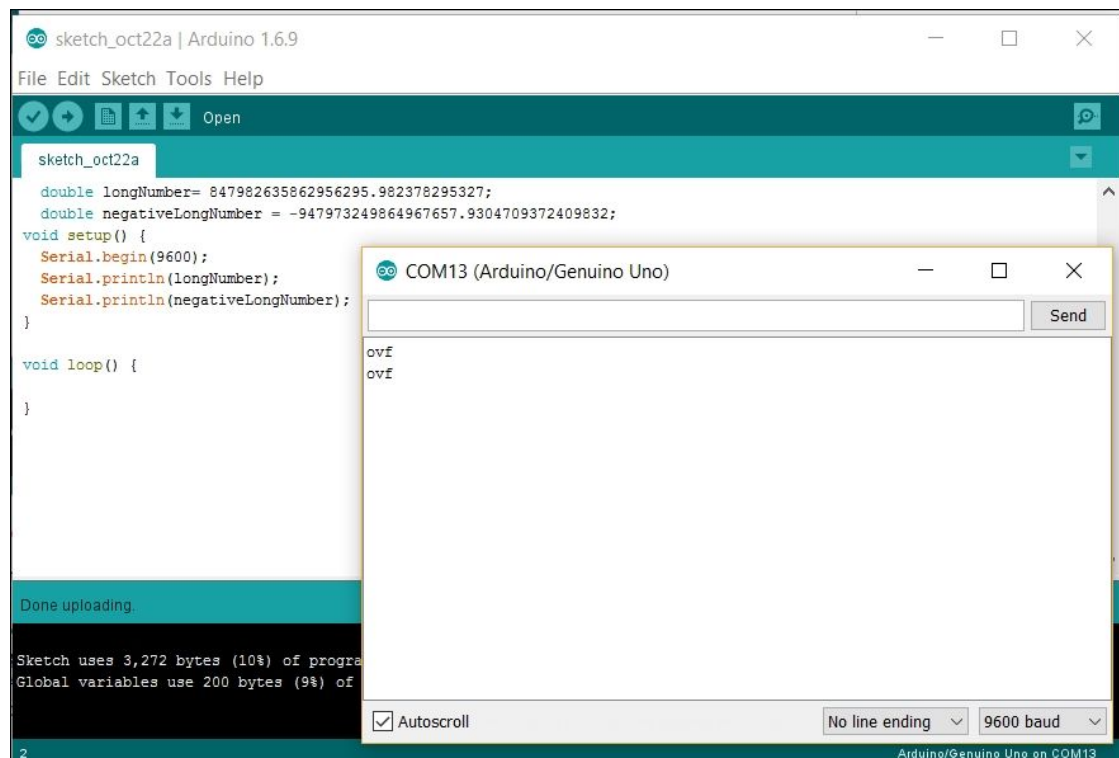 sketch_oct22a | Arduino 1.6.9
File Edit Sketch Tools Help
Open
sketch_oct22a
double longNumber= 847982635862956295.982378295327;
double negativeLongNumber = -947973249864967657.9304709372409832;
void setup() {
Serial.begin(9600);
Serial.println(longNumber);
Serial.println(negativeLongNumber);
}
void loop() {
}
COM13 (Arduino/Genuino Uno)
Send
ovf
ovf
Autoscroll
No line ending
9600 baud
Done uploading.
Sketch uses 3,272 bytes (10%) of progra
Global variables use 200 bytes (9%) of
2
Arduino/Genuino Uno on COM13